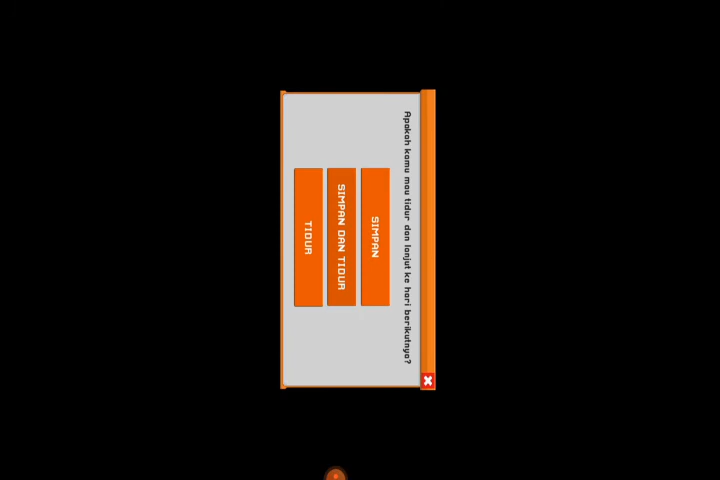 Apakah kamu mau tidur dan lanjut ke hari berikutnya?
SIMPAN
SIMPAN DAN TIDUR
TIDUR